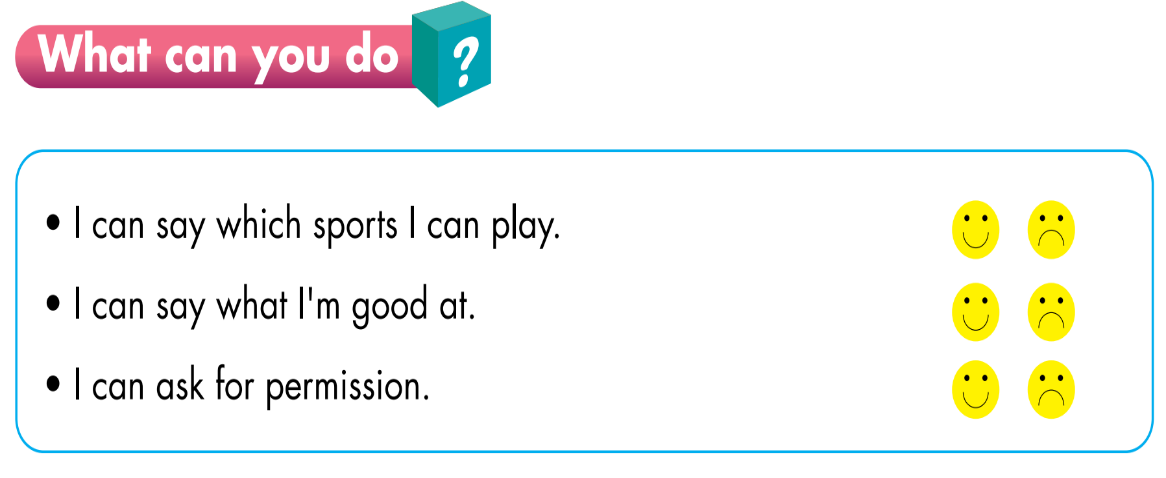 What can you do ?
• I can say which sports I can play.
• I can say what I'm good at.
• I can ask for permission.